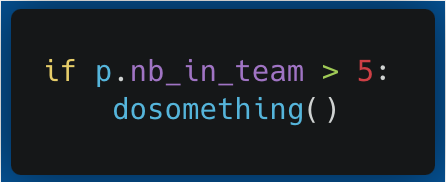 if p.nb_in_team > 5:
    dosomething()